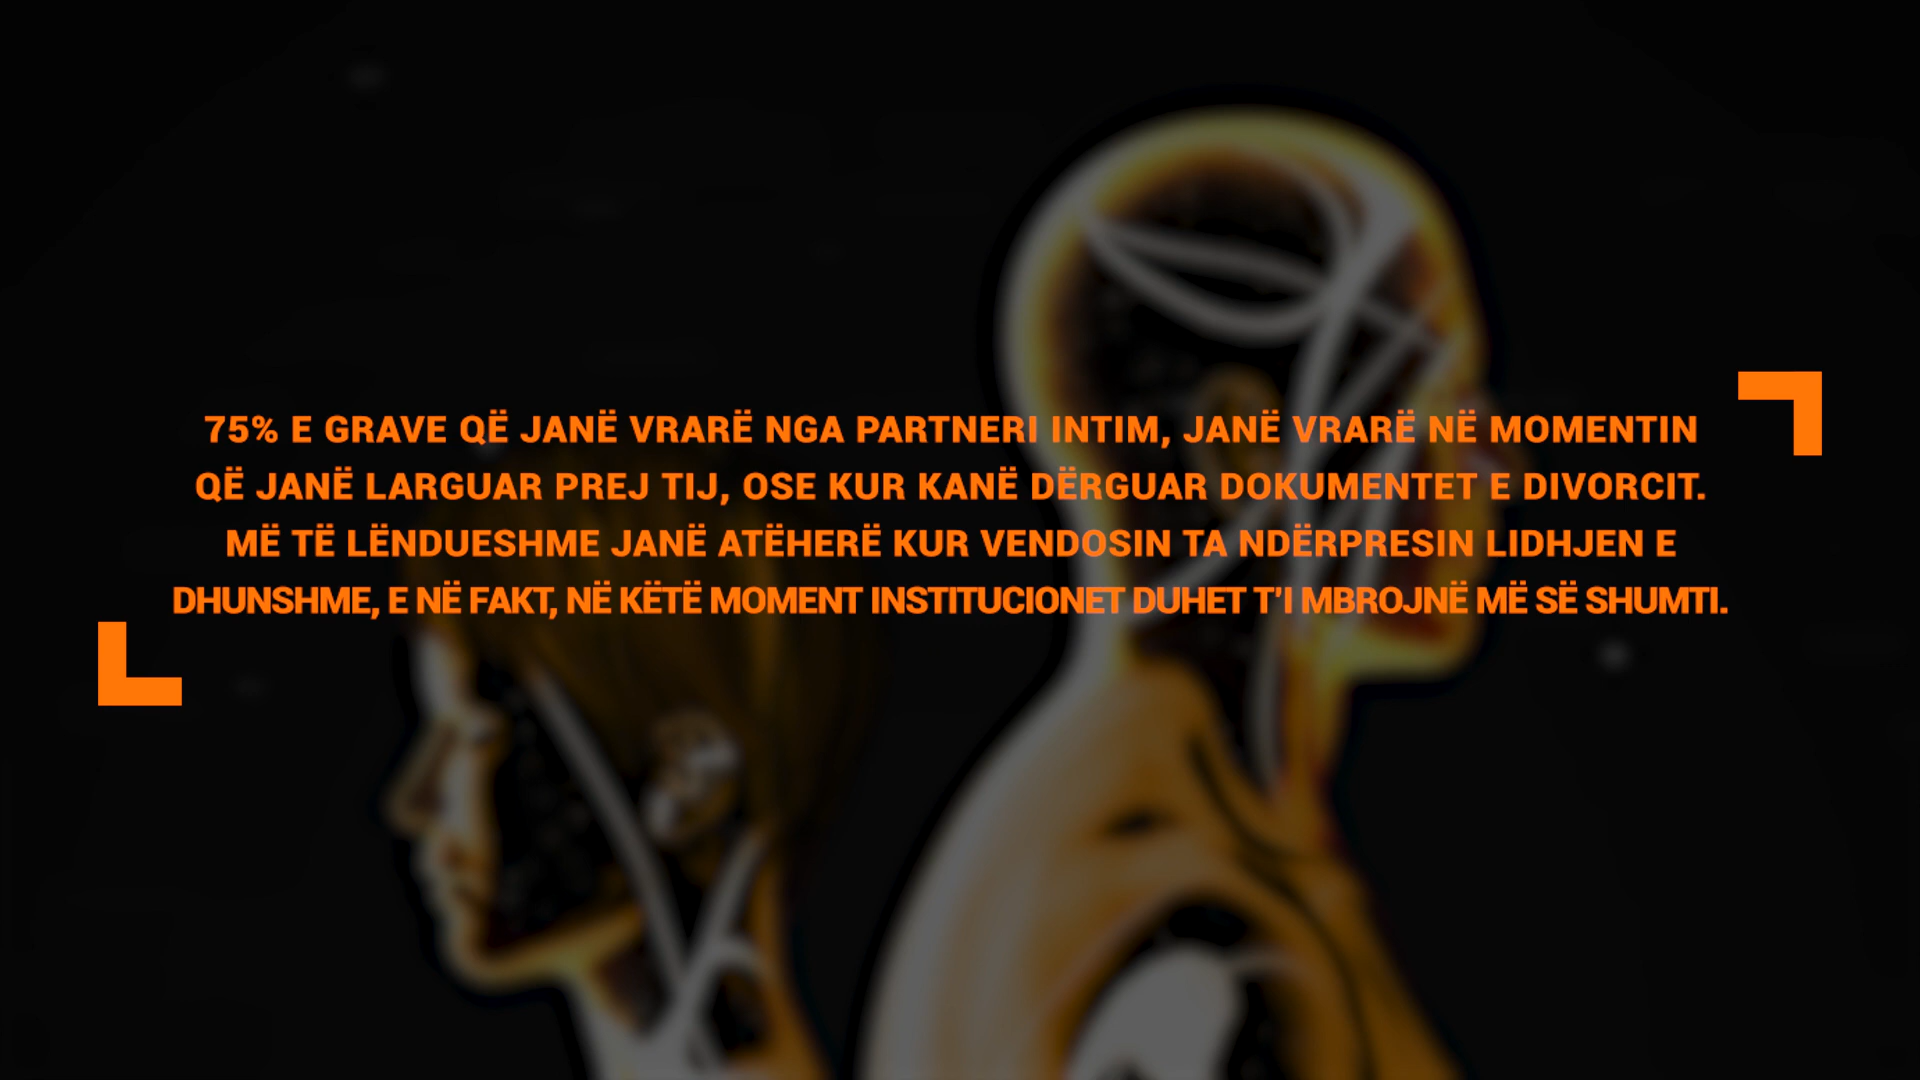 75% E GRAVE QË JANË VRARË NGA PARTNERI INTIM, JANË VRARË NË MOMENTIN
QË JANË LARGUAR PREJ TIJ, OSE KUR KANË DËRGUAR DOKUMENTET E DIVORCIT.
MË TË LËNDUESHME JANË ATËHERË KUR VENDOSIN TA NDËRPRESIN LIDHJEN E
DHUNSHME, E NË FAKT, NË KËTË MOMENT INSTITUCIONET DUHET T'I MBROJNË MË SË SHUMTI.